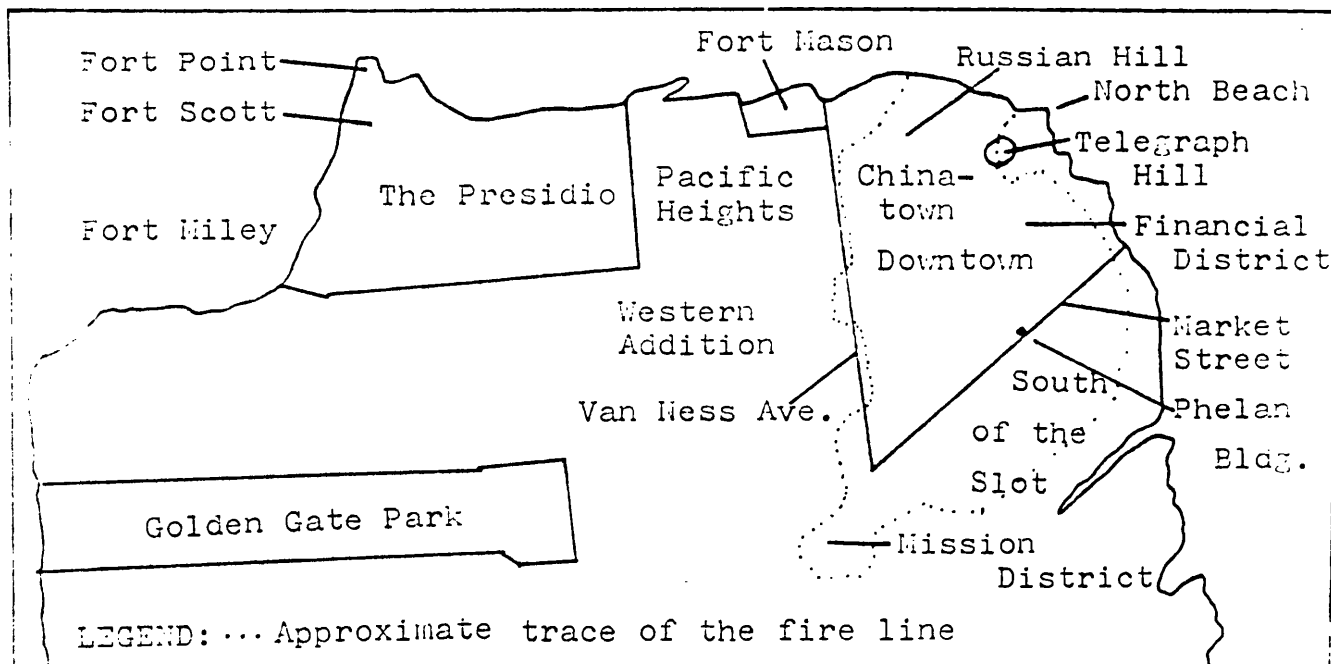 Fort Point
Fort Scott
Fort Miley
The Presidio
Fort Mason
Pacific
Heights
Western
Addition
Van Ness Ave.
Russian Hill
North Beach
Telegraph
Hill
China-
town
Downtown
Financial
District
Market
Street
Phelan
Bldg.
South
of the
Slot
Mission
District
Golden Gate Park
LEGEND: ... Approximate trace of the fire line